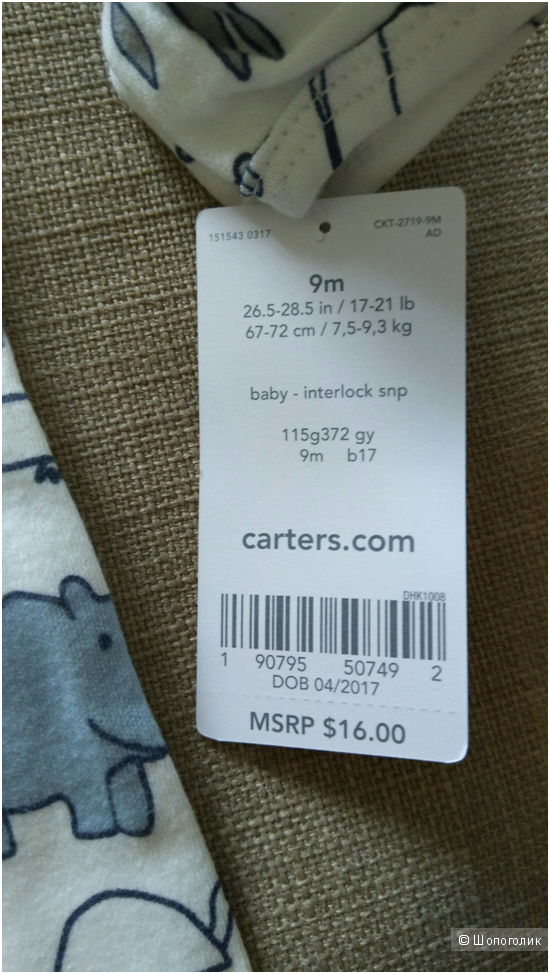 151543 0317
CKT-2719-9M
AD
9m
26.5-28.5 in / 17-21 lb
67-72 cm / 7,5-9,3 kg
baby - interlock snp
115g372 gy
9m b17
carters.com
DHK1008
1 90795 50749 2
DOB 04/2017
MSRP $16.00
© Шопоголик